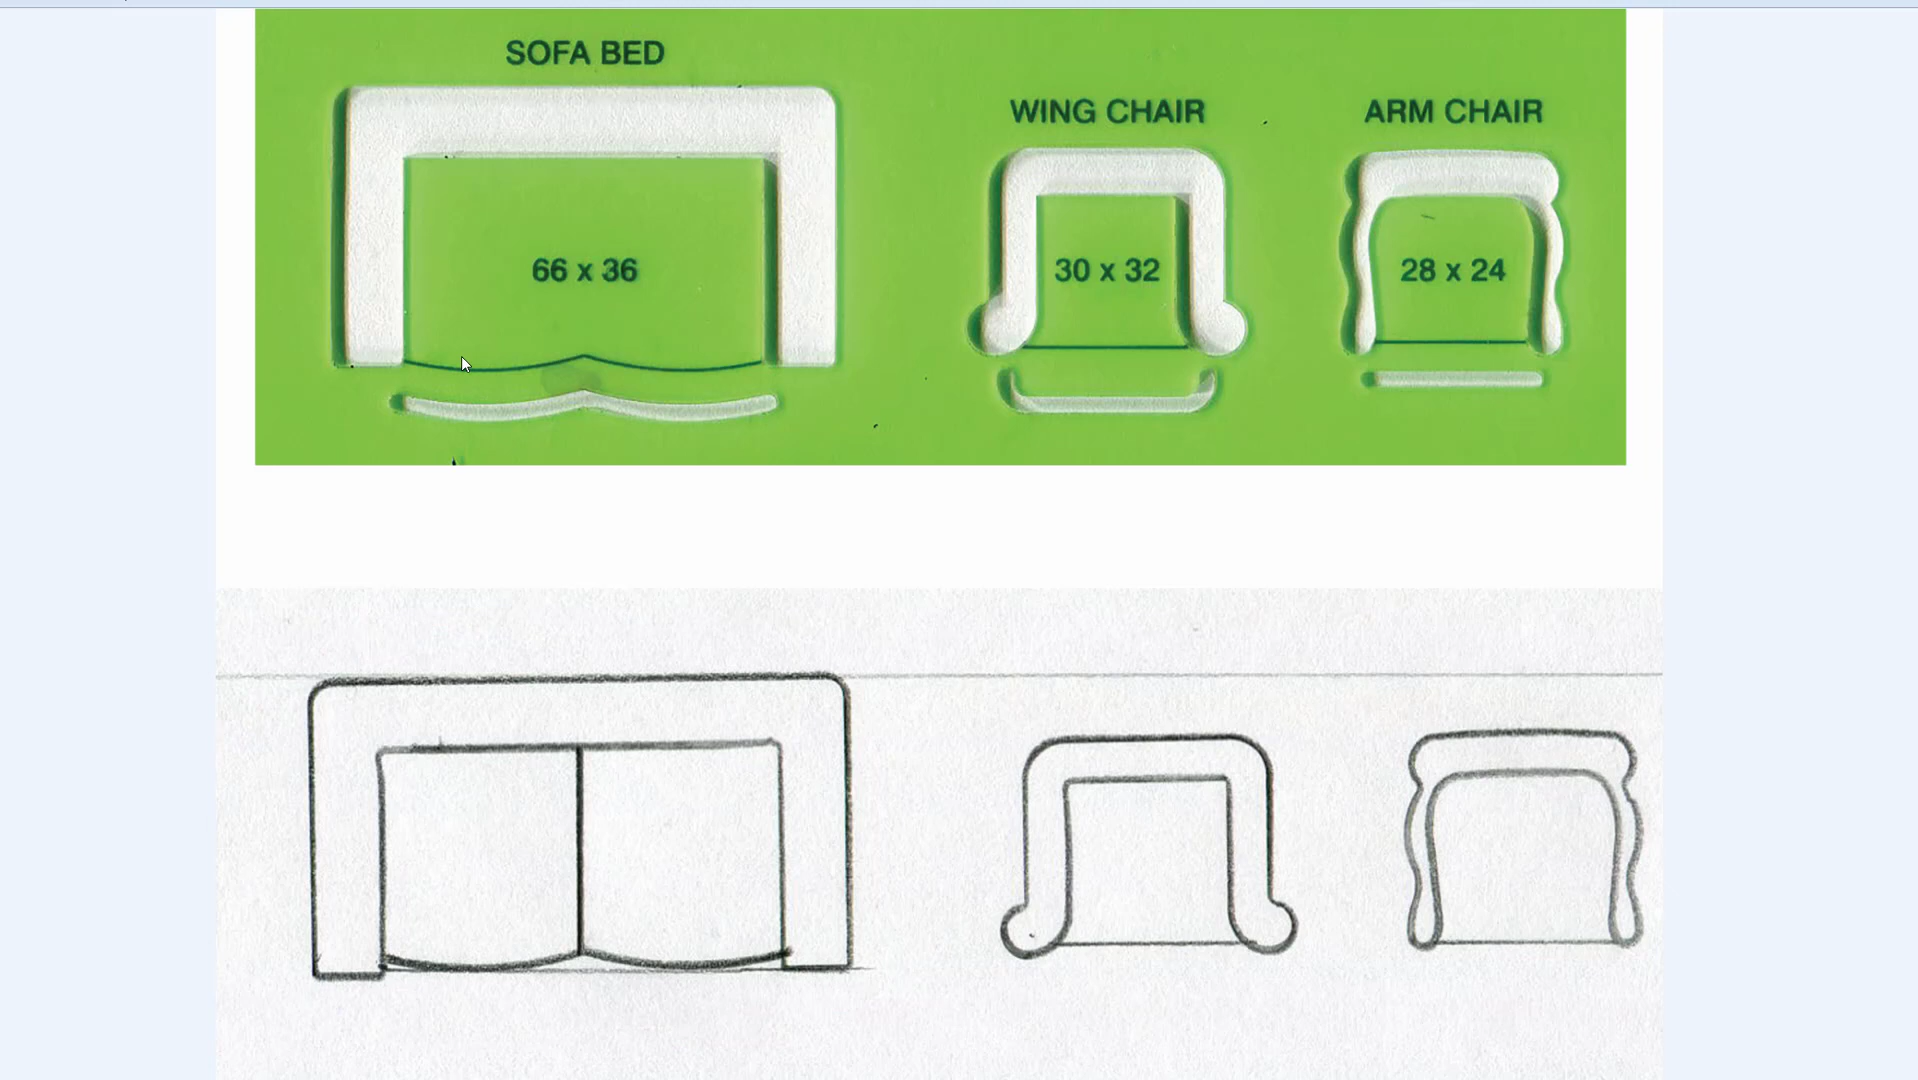 SOFA BED
WING CHAIR
ARM CHAIR
66 x 36
30 x 32
28 x 24